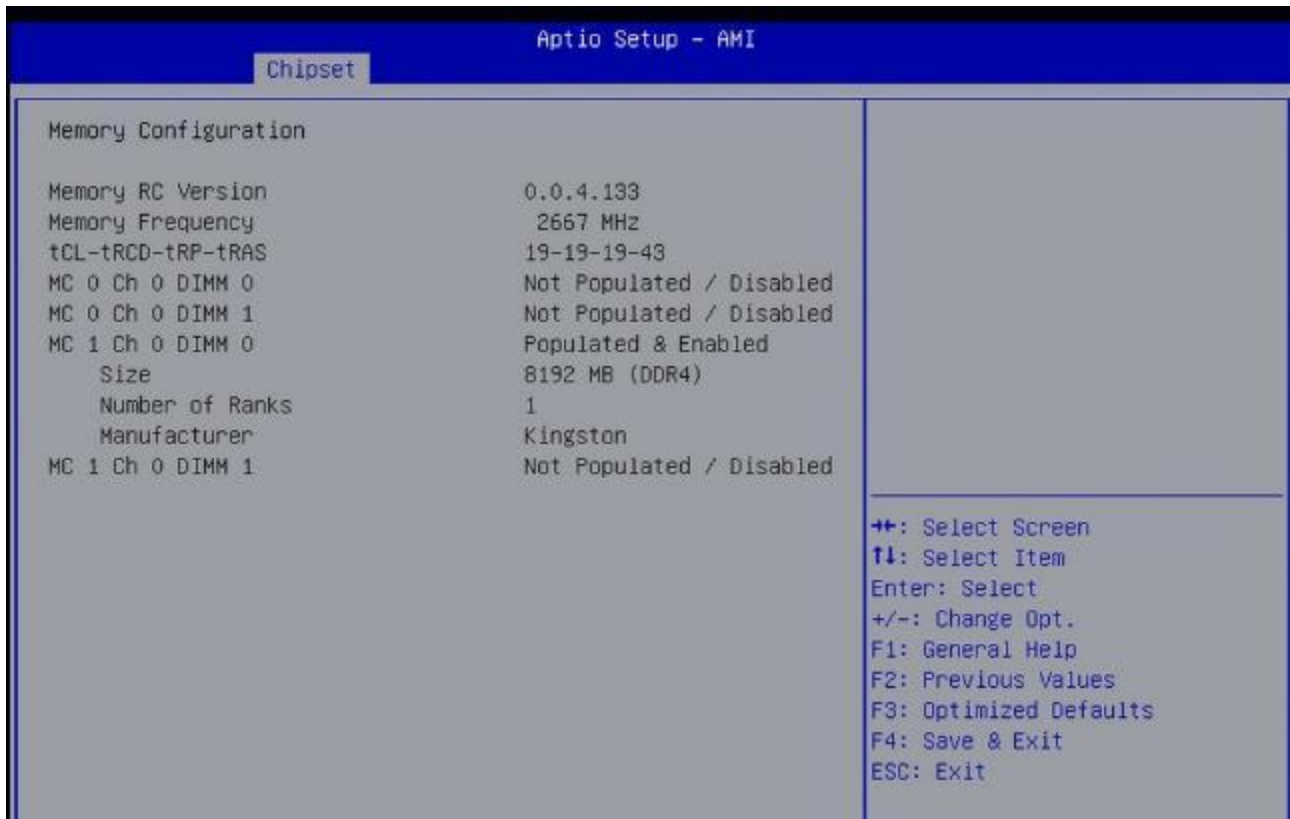 Aptio Setup - AMI
Chipset
Memory Configuration
Memory RC Version 0.0.4.133
Memory Frequency 2667 MHz
tCL-tRCD-tRP-tRAS 19-19-19-43
MC 0 Ch 0 DIMM 0 Not Populated / Disabled
MC 0 Ch 0 DIMM 1 Not Populated / Disabled
MC 1 Ch 0 DIMM 0 Populated & Enabled
Size 8192 MB (DDR4)
Number of Ranks 1
Manufacturer Kingston
MC 1 Ch 0 DIMM 1 Not Populated / Disabled
→←: Select Screen
↑↓: Select Item
Enter: Select
+/-: Change Opt.
F1: General Help
F2: Previous Values
F3: Optimized Defaults
F4: Save & Exit
ESC: Exit